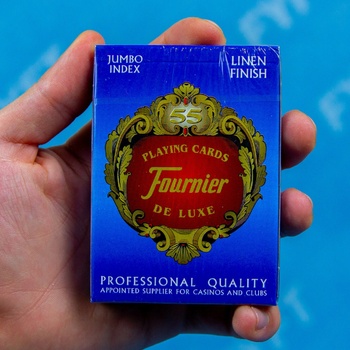 JUMBO
INDEX
LINEN
FINISH
55
PLAYING CARDS
Fournier
DE LUXE
PROFESSIONAL QUALITY
APPOINTED SUPPLIER FOR CASINOS AND CLUBS